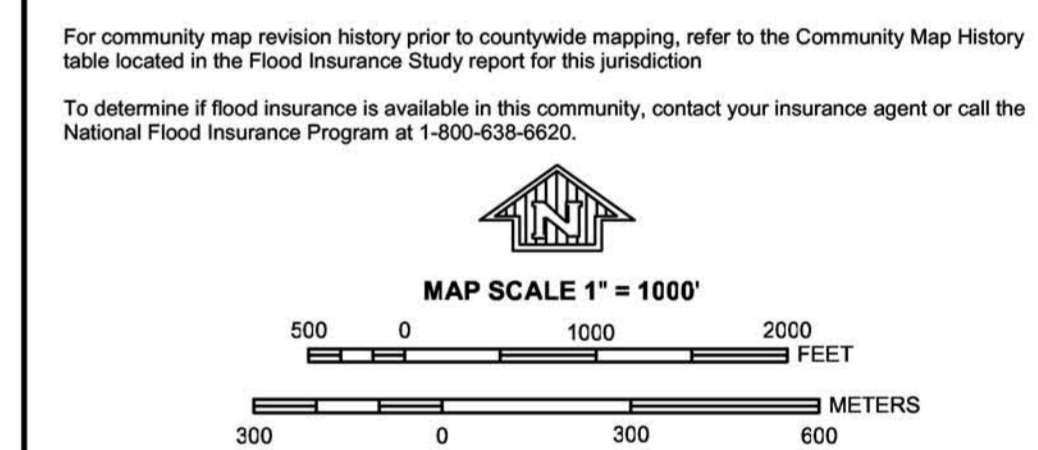 For community map revision history prior to countywide mapping, refer to the Community Map History
table located in the Flood Insurance Study report for this jurisdiction
To determine if flood insurance is available in this community, contact your insurance agent or call the
National Flood Insurance Program at 1-800-638-6620.
N
MAP SCALE 1" = 1000'
500 0 1000 2000
FEET
METERS
300 0 300 600